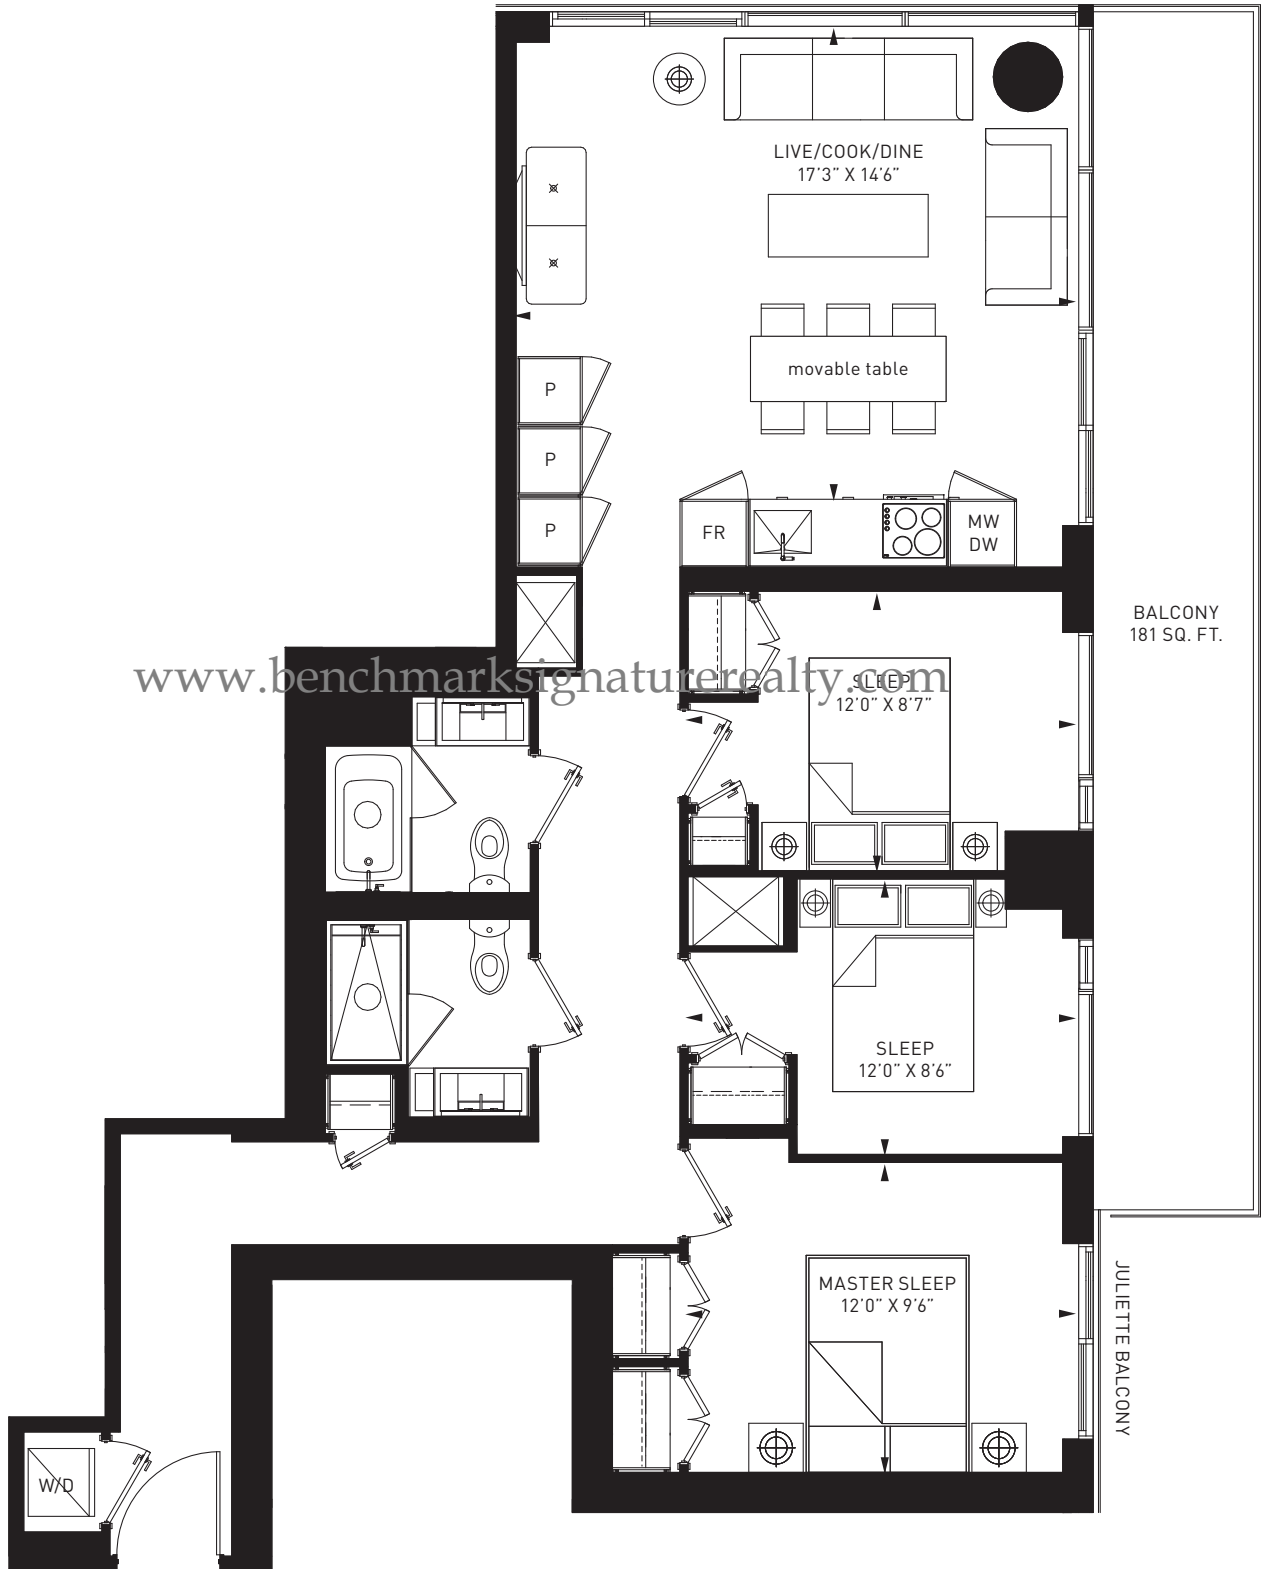 LIVE/COOK/DINE
17'3" X 14'6"
movable table
P
P
P
FR
MW
DW
BALCONY
181 SQ. FT.
www.benchmarksignaturerealty.com
SLEEP
12'0" X 8'7"
SLEEP
12'0" X 8'6"
MASTER SLEEP
12'0" X 9'6"
JULIETTE BALCONY
W/D